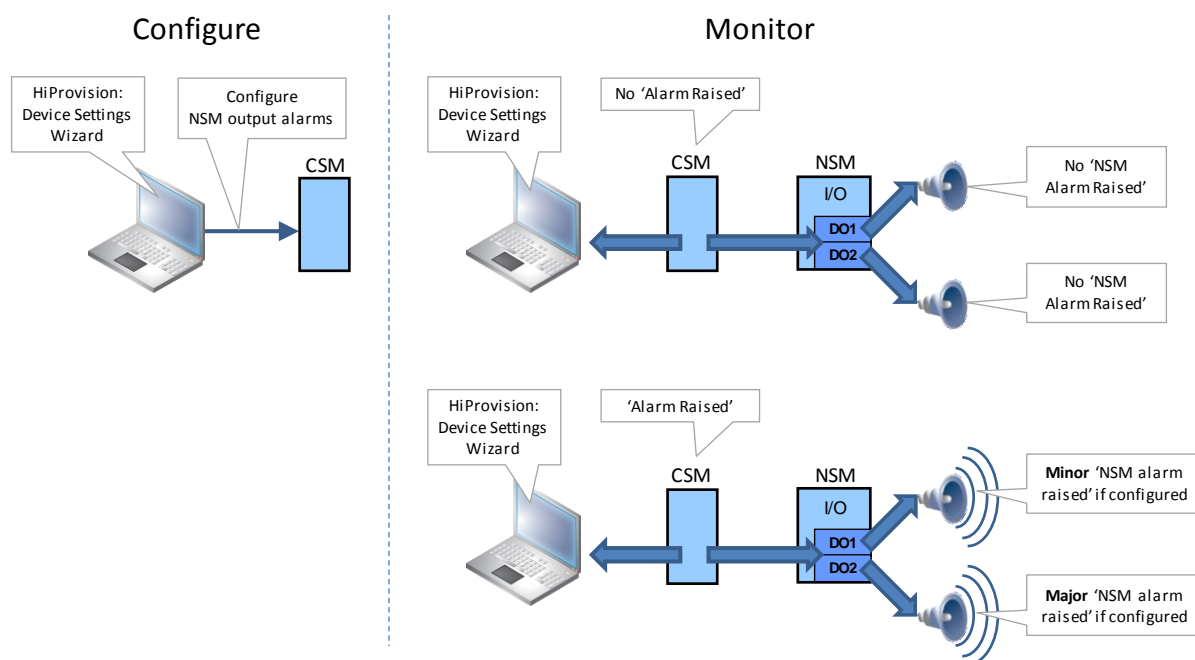 Configure
HiProvision:
Device Settings
Wizard
Configure
NSM output alarms
CSM
Monitor
HiProvision:
Device Settings
Wizard
No ‘Alarm Raised’
CSM
NSM
I/O
DO1
DO2
No ‘NSM
Alarm Raised’
No ‘NSM
Alarm Raised’
HiProvision:
Device Settings
Wizard
‘Alarm Raised’
CSM
NSM
I/O
DO1
DO2
Minor ‘NSM alarm
raised’ if configured
Major ‘NSM alarm
raised’ if configured